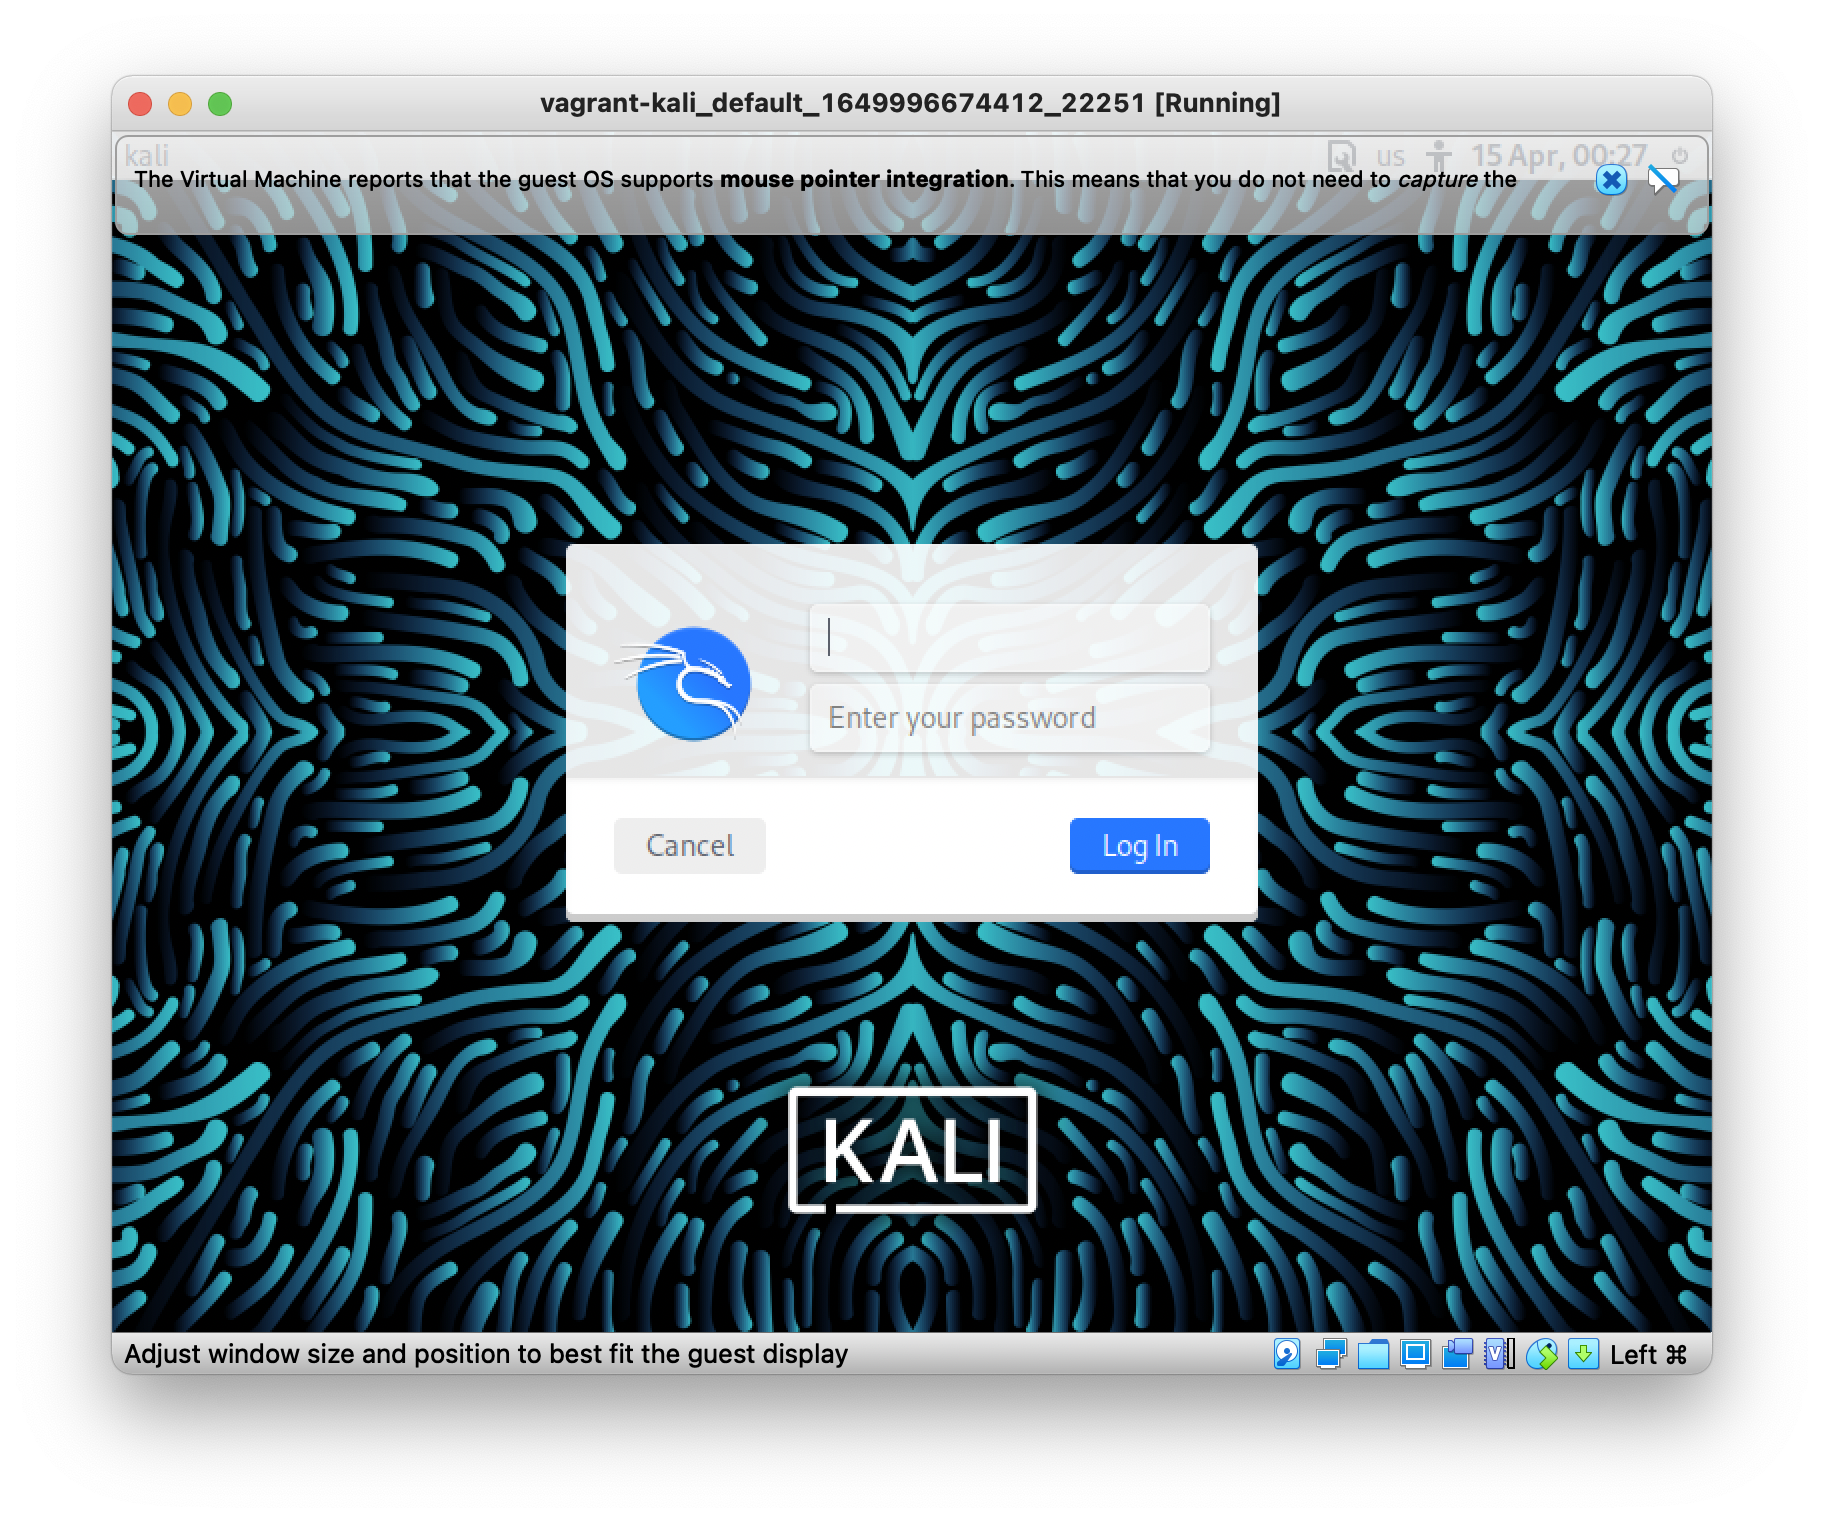 vagrant-kali_default_1649996674412_22251 [Running]
kali us 15 Apr, 00:27
The Virtual Machine reports that the guest OS supports mouse pointer integration. This means that you do not need to capture the
Enter your password
Cancel Log In
KALI
Adjust window size and position to best fit the guest display Left ⌘